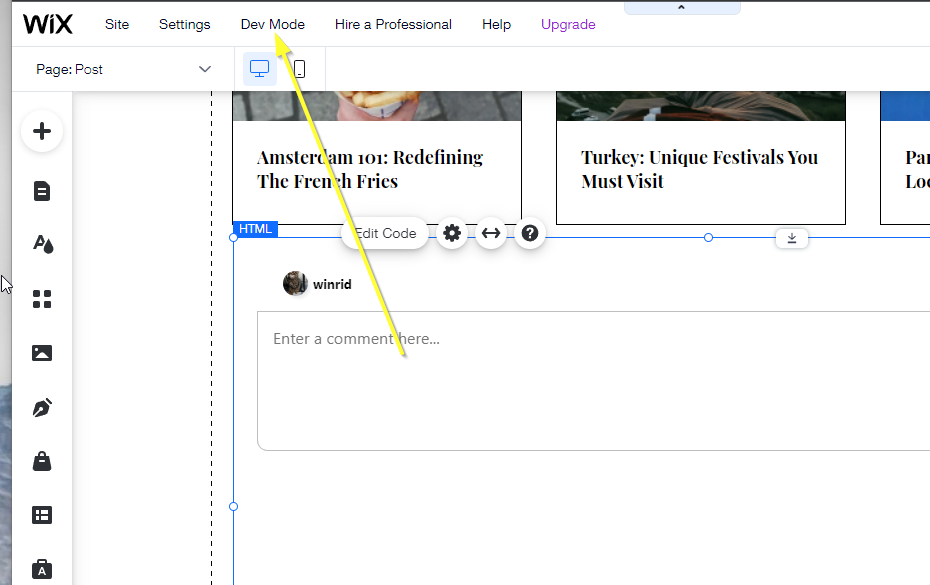 WiX Site Settings Dev Mode Hire a Professional Help Upgrade
Page: Post
Amsterdam 101: Redefining
The French Fries
Turkey: Unique Festivals You
Must Visit
Par
Loc
HTML
Edit Code
?
winrid
Enter a comment here...
A
A